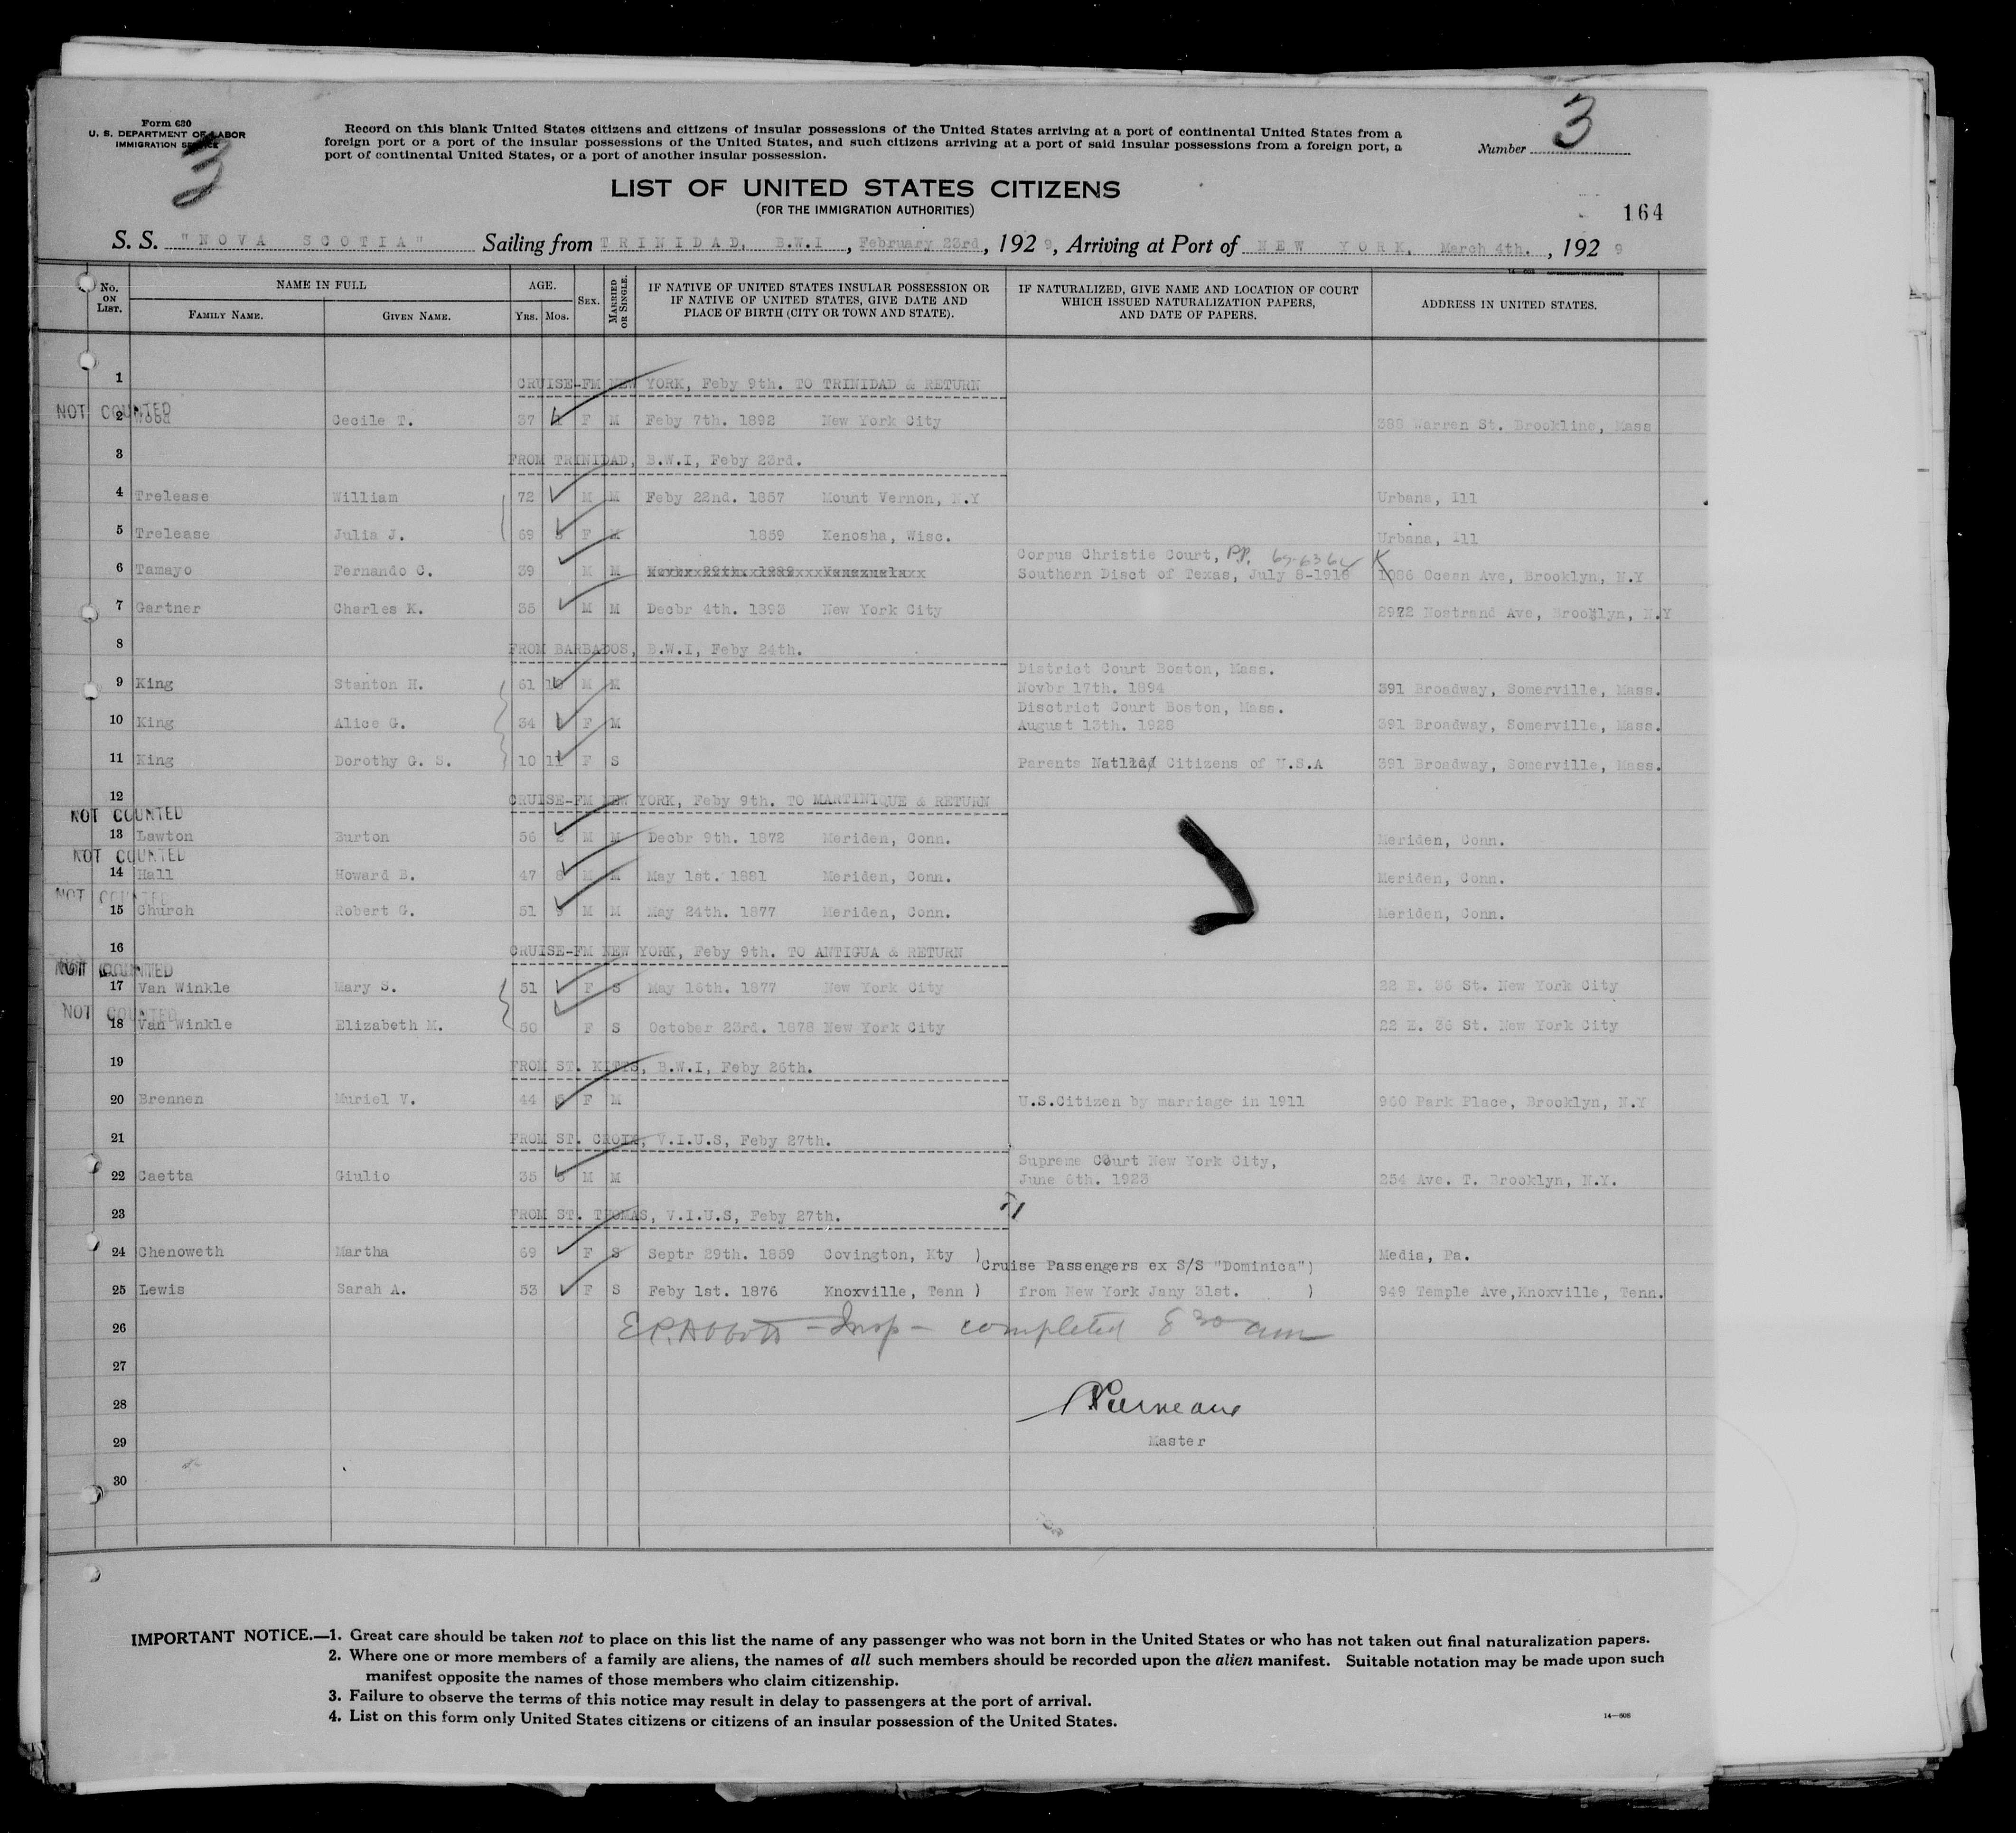 Form 630
U. S. DEPARTMENT OF LABOR
IMMIGRATION SERVICE
3
Record on this blank United States citizens and citizens of insular possessions of the United States arriving at a port of continental United States from a
foreign port or a port of the insular possessions of the United States, and such citizens arriving at a port of said insular possessions from a foreign port, a
port of continental United States, or a port of another insular possession.
Number 3
LIST OF UNITED STATES CITIZENS
(FOR THE IMMIGRATION AUTHORITIES)
164
S. S. "NOVA SCOTIA" Sailing from TRINIDAD, B.W.I, February 23rd, 1929, Arriving at Port of NEW YORK, March 4th., 1929
No. ON LIST. NAME IN FULL AGE. SEX. MARRIED OR SINGLE. IF NATIVE OF UNITED STATES INSULAR POSSESSION OR IF NATIVE OF UNITED STATES, GIVE DATE AND PLACE OF BIRTH (CITY OR TOWN AND STATE). IF NATURALIZED, GIVE NAME AND LOCATION OF COURT WHICH ISSUED NATURALIZATION PAPERS, AND DATE OF PAPERS. ADDRESS IN UNITED STATES.
FAMILY NAME. GIVEN NAME. YRS. MOS.
1 CRUISE-FM NEW YORK, Feby 9th. TO TRINIDAD & RETURN
NOT COUNTED
2 Cecile T. 37 F M Feby 7th. 1892 New York City 388 Warren St. Brookline, Mass
3 FROM TRINIDAD, B.W.I, Feby 23rd.
4 Trelease William 72 M M Feby 22nd. 1857 Mount Vernon, N.Y Urbana, Ill
5 Trelease Julia J. 69 F M 1859 Kenosha, Wisc. Urbana, Ill
Corpus Christie Court, P.P.
6 Tamayo Fernando C. 39 M M Southern Disct of Texas, July 8-1918 1086 Ocean Ave, Brooklyn, N.Y
7 Gartner Charles K. 35 M M Decbr 4th. 1893 New York City 2972 Nostrand Ave, Brooklyn, N.Y
8 FROM BARBADOS, B.W.I, Feby 24th.
District Court Boston, Mass.
9 King Stanton H. 61 10 M M Novbr 17th. 1894 391 Broadway, Somerville, Mass.
Disctrict Court Boston, Mass.
10 King Alice G. 34 F M August 13th. 1928 391 Broadway, Somerville, Mass.
11 King Dorothy G. S. 10 11 F S Parents Natlzd Citizens of U.S.A 391 Broadway, Somerville, Mass.
12 CRUISE-FM NEW YORK, Feby 9th. TO MARTINIQUE & RETURN
NOT COUNTED
13 Lawton Burton 56 2 M M Decbr 9th. 1872 Meriden, Conn. Meriden, Conn.
NOT COUNTED
14 Hall Howard B. 47 M M May 1st. 1881 Meriden, Conn. Meriden, Conn.
NOT COUNTED
15 Church Robert G. 51 9 M M May 24th. 1877 Meriden, Conn. Meriden, Conn.
16 CRUISE-FM NEW YORK, Feby 9th. TO ANTIGUA & RETURN
NOT COUNTED
17 Van Winkle Mary S. 51 F S May 16th. 1877 New York City 22 E. 36 St. New York City
NOT COUNTED
18 Van Winkle Elizabeth M. 50 F S October 23rd. 1878 New York City 22 E. 36 St. New York City
19 FROM ST. KITTS, B.W.I, Feby 26th.
20 Brennen Muriel V. 44 F M U.S.Citizen by marriage in 1911 960 Park Place, Brooklyn, N.Y
21 FROM ST. CROIX, V.I.U.S, Feby 27th.
Supreme Court New York City,
22 Caetta Giulio 35 M M June 6th. 1923 254 Ave. T. Brooklyn, N.Y.
23 FROM ST. THOMAS, V.I.U.S, Feby 27th.
24 Chenoweth Martha 69 F S Septr 29th. 1859 Covington, Kty ) Media, Pa.
Cruise Passengers ex S/S "Dominica")
25 Lewis Sarah A. 53 F S Feby 1st. 1876 Knoxville, Tenn ) from New York Jany 31st. ) 949 Temple Ave,Knoxville, Tenn.
26 E.P. Abbott - Insp - completed 8 30 am
27
28
29 Master
30
IMPORTANT NOTICE.—1. Great care should be taken not to place on this list the name of any passenger who was not born in the United States or who has not taken out final naturalization papers.
2. Where one or more members of a family are aliens, the names of all such members should be recorded upon the alien manifest. Suitable notation may be made upon such
manifest opposite the names of those members who claim citizenship.
3. Failure to observe the terms of this notice may result in delay to passengers at the port of arrival.
4. List on this form only United States citizens or citizens of an insular possession of the United States.
14—608